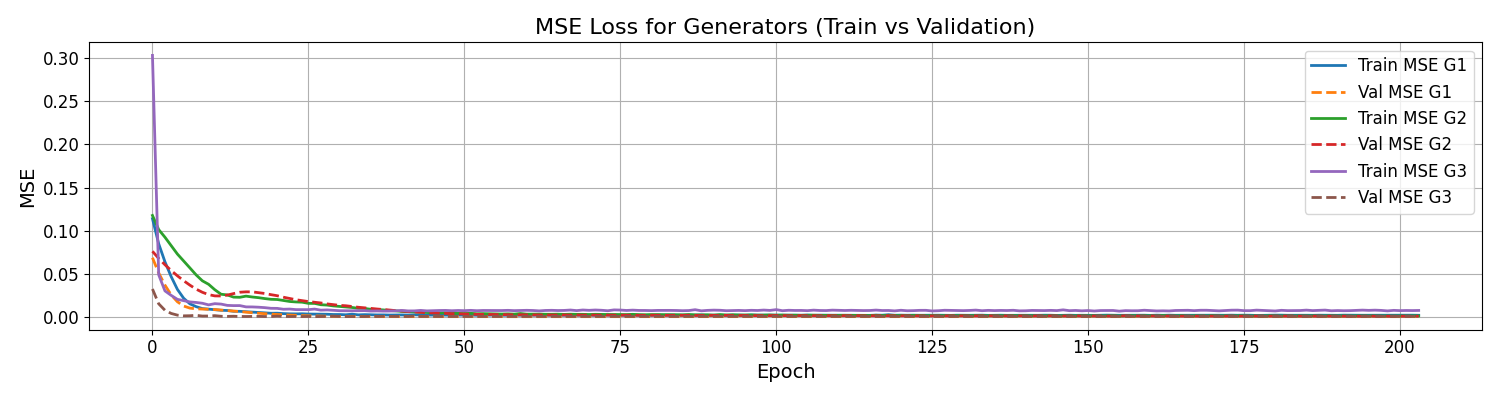 MSE Loss for Generators (Train vs Validation)
MSE
0.30
0.25
0.20
0.15
0.10
0.05
0.00
Train MSE G1
Val MSE G1
Train MSE G2
Val MSE G2
Train MSE G3
Val MSE G3
0 25 50 75 100 125 150 175 200
Epoch